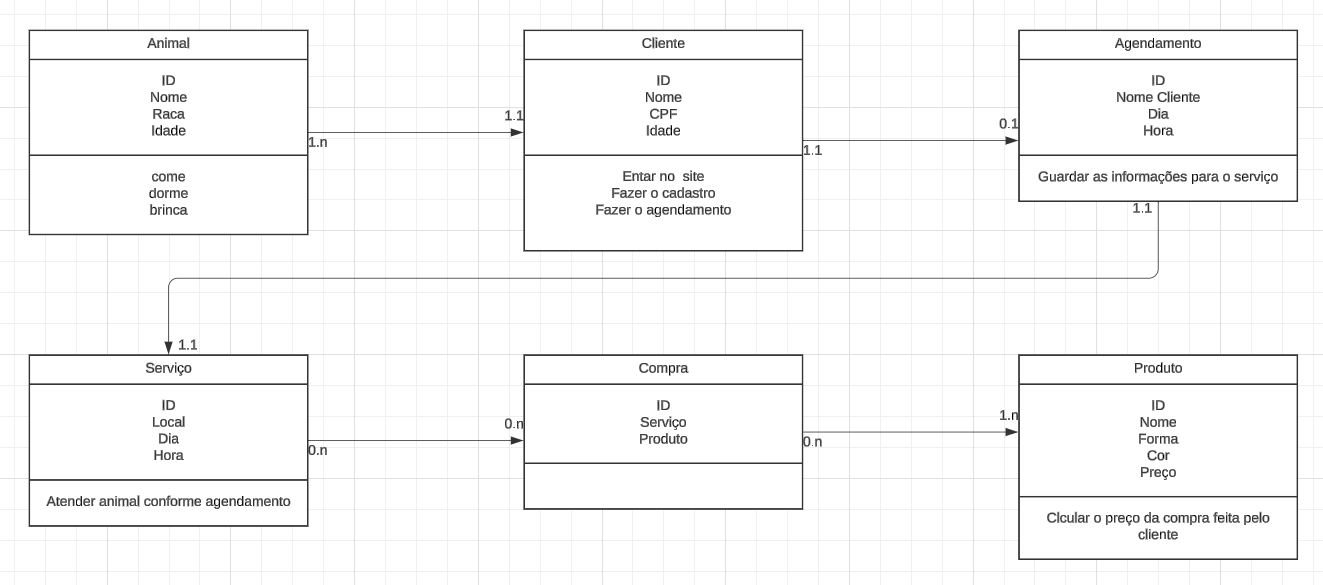 Animal
ID
Nome
Raca
Idade
come
dorme
brinca
1.n
1.1
Cliente
ID
Nome
CPF
Idade
Entar no site
Fazer o cadastro
Fazer o agendamento
1.1
0.1
Agendamento
ID
Nome Cliente
Dia
Hora
Guardar as informações para o serviço
1.1
1.1
Serviço
ID
Local
Dia
Hora
Atender animal conforme agendamento
0.n
0.n
Compra
ID
Serviço
Produto
0.n
1.n
Produto
ID
Nome
Forma
Cor
Preço
Clcular o preço da compra feita pelo
cliente